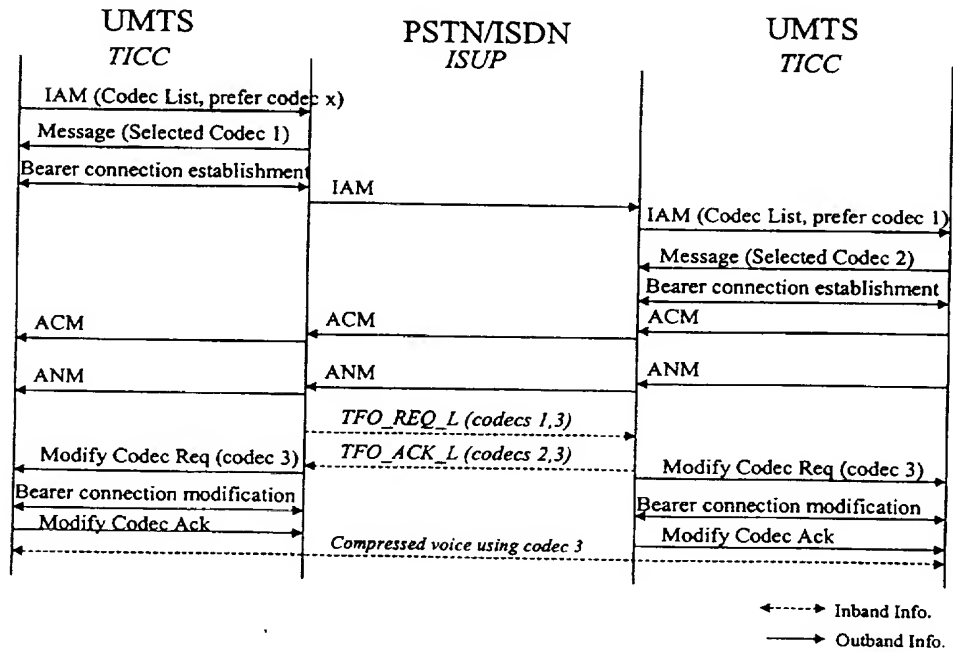 UMTS
TICC
PSTN/ISDN
ISUP
UMTS
TICC
IAM (Codec List, prefer codec x)
Message (Selected Codec 1)
Bearer connection establishment
IAM
IAM (Codec List, prefer codec 1)
Message (Selected Codec 2)
Bearer connection establishment
ACM
ACM
ACM
ANM
ANM
ANM
TFO_REQ_L (codecs 1,3)
TFO_ACK_L (codecs 2,3)
Modify Codec Req (codec 3)
Modify Codec Req (codec 3)
Bearer connection modification
Bearer connection modification
Modify Codec Ack
Modify Codec Ack
Compressed voice using codec 3
Inband Info.
Outband Info.